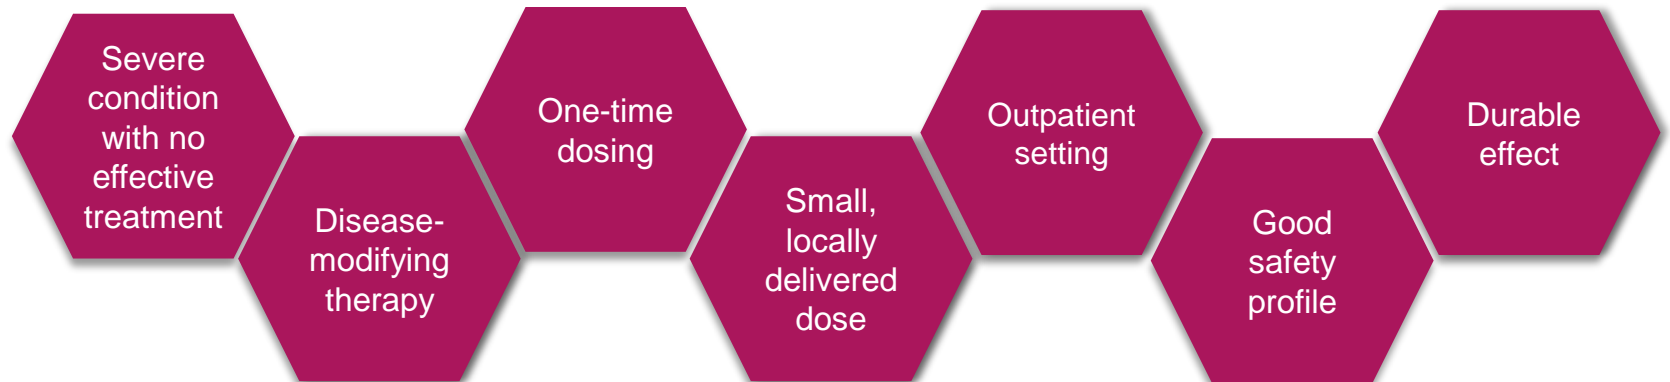 Severe
condition
with no
effective
treatment
Disease-
modifying
therapy
One-time
dosing
Small,
locally
delivered
dose
Outpatient
setting
Good
safety
profile
Durable
effect